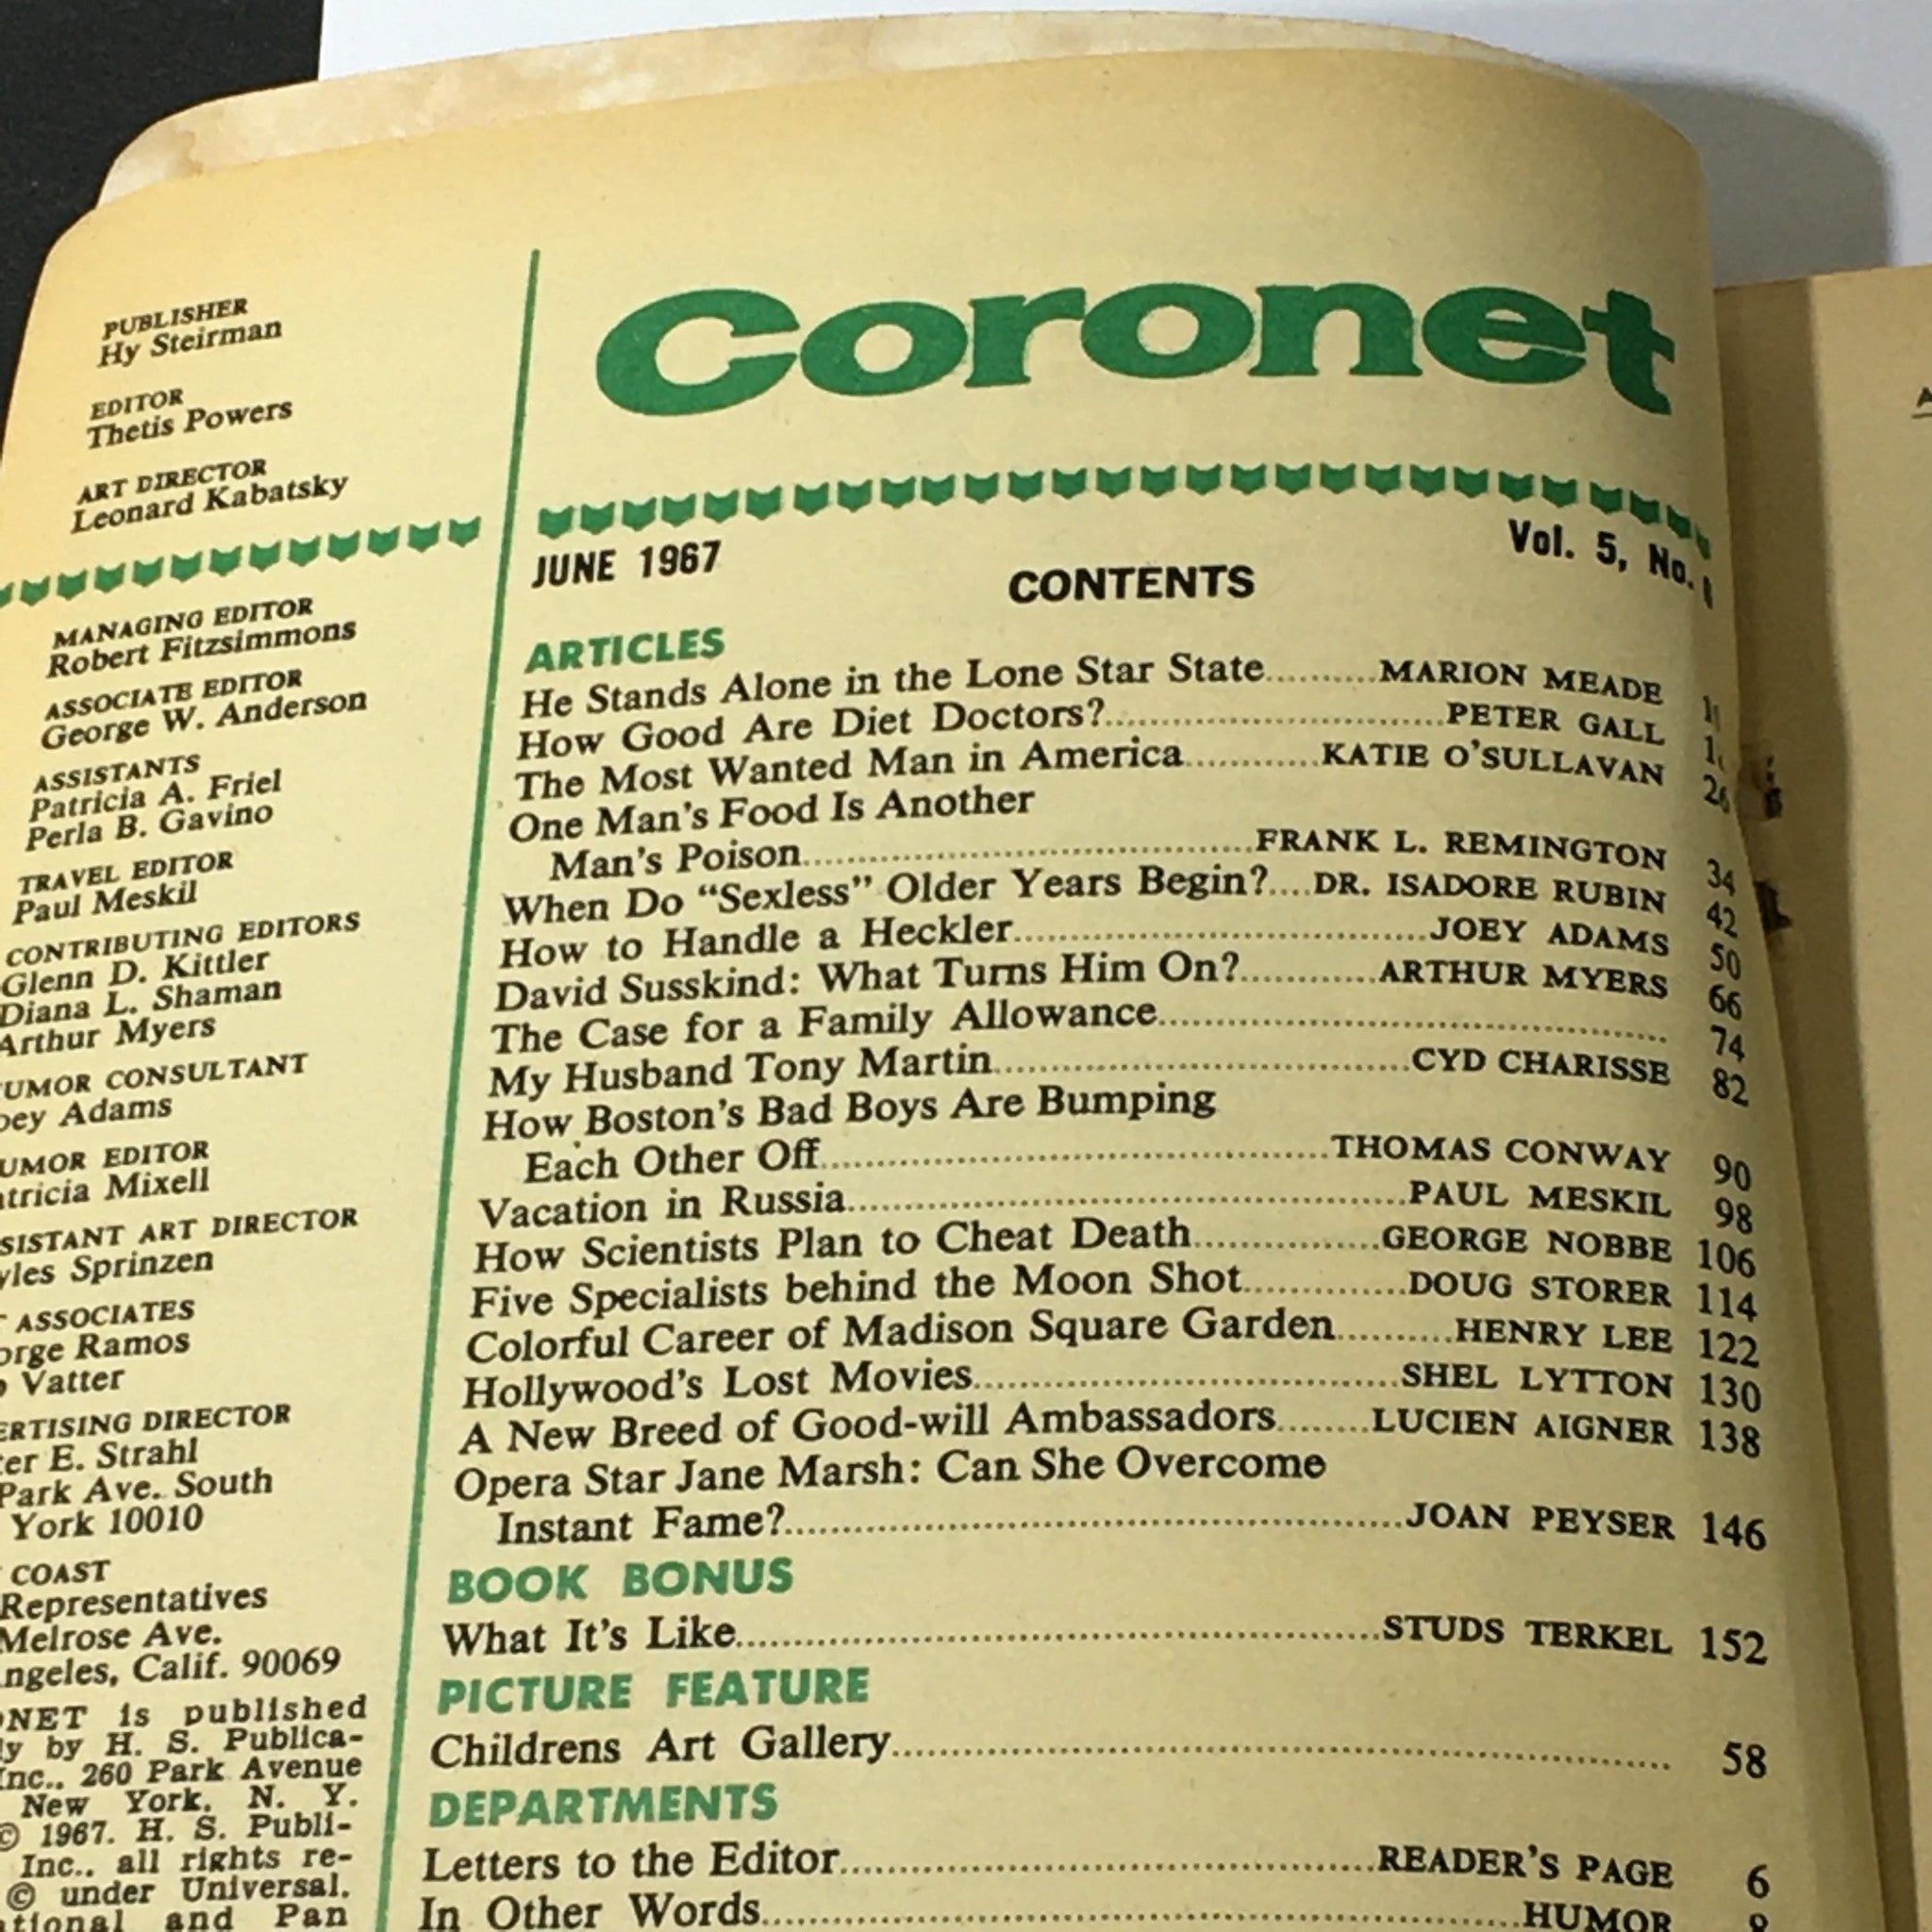 PUBLISHER
Hy Steirman
EDITOR
Thetis Powers
ART DIRECTOR
Leonard Kabatsky
MANAGING EDITOR
Robert Fitzsimmons
ASSOCIATE EDITOR
George W. Anderson
ASSISTANTS
Patricia A. Friel
Perla B. Gavino
TRAVEL EDITOR
Paul Meskil
CONTRIBUTING EDITORS
Glenn D. Kittler
Diana L. Shaman
Arthur Myers
UMOR CONSULTANT
oey Adams
UMOR EDITOR
atricia Mixell
SISTANT ART DIRECTOR
yles Sprinzen
ASSOCIATES
orge Ramos
Vatter
ERTISING DIRECTOR
ter E. Strahl
Park Ave. South
York 10010
COAST
Representatives
Melrose Ave.
ngeles, Calif. 90069
NET is published
ly by H. S. Publica-
Inc., 260 Park Avenue
New York, N. Y.
© 1967. H. S. Publi-
Inc., all rights re-
© under Universal,
ational and Pan
Coronet
JUNE 1967 Vol. 5, No.
CONTENTS
ARTICLES
He Stands Alone in the Lone Star State..........MARION MEADE
How Good Are Diet Doctors?..............................PETER GALL
The Most Wanted Man in America............KATIE O'SULLAVAN 26
One Man's Food Is Another
Man's Poison........................................FRANK L. REMINGTON 34
When Do "Sexless" Older Years Begin?....DR. ISADORE RUBIN 42
How to Handle a Heckler....................................JOEY ADAMS 50
David Susskind: What Turns Him On?............ARTHUR MYERS 66
The Case for a Family Allowance............................................. 74
My Husband Tony Martin....................................CYD CHARISSE 82
How Boston's Bad Boys Are Bumping
Each Other Off............................................THOMAS CONWAY 90
Vacation in Russia................................................PAUL MESKIL 98
How Scientists Plan to Cheat Death................GEORGE NOBBE 106
Five Specialists behind the Moon Shot..............DOUG STORER 114
Colorful Career of Madison Square Garden..........HENRY LEE 122
Hollywood's Lost Movies....................................SHEL LYTTON 130
A New Breed of Good-will Ambassadors........LUCIEN AIGNER 138
Opera Star Jane Marsh: Can She Overcome
Instant Fame?....................................................JOAN PEYSER 146
BOOK BONUS
What It's Like......................................................STUDS TERKEL 152
PICTURE FEATURE
Childrens Art Gallery.............................................................. 58
DEPARTMENTS
Letters to the Editor............................................READER'S PAGE 6
In Other Words..............................................................HUMOR 8